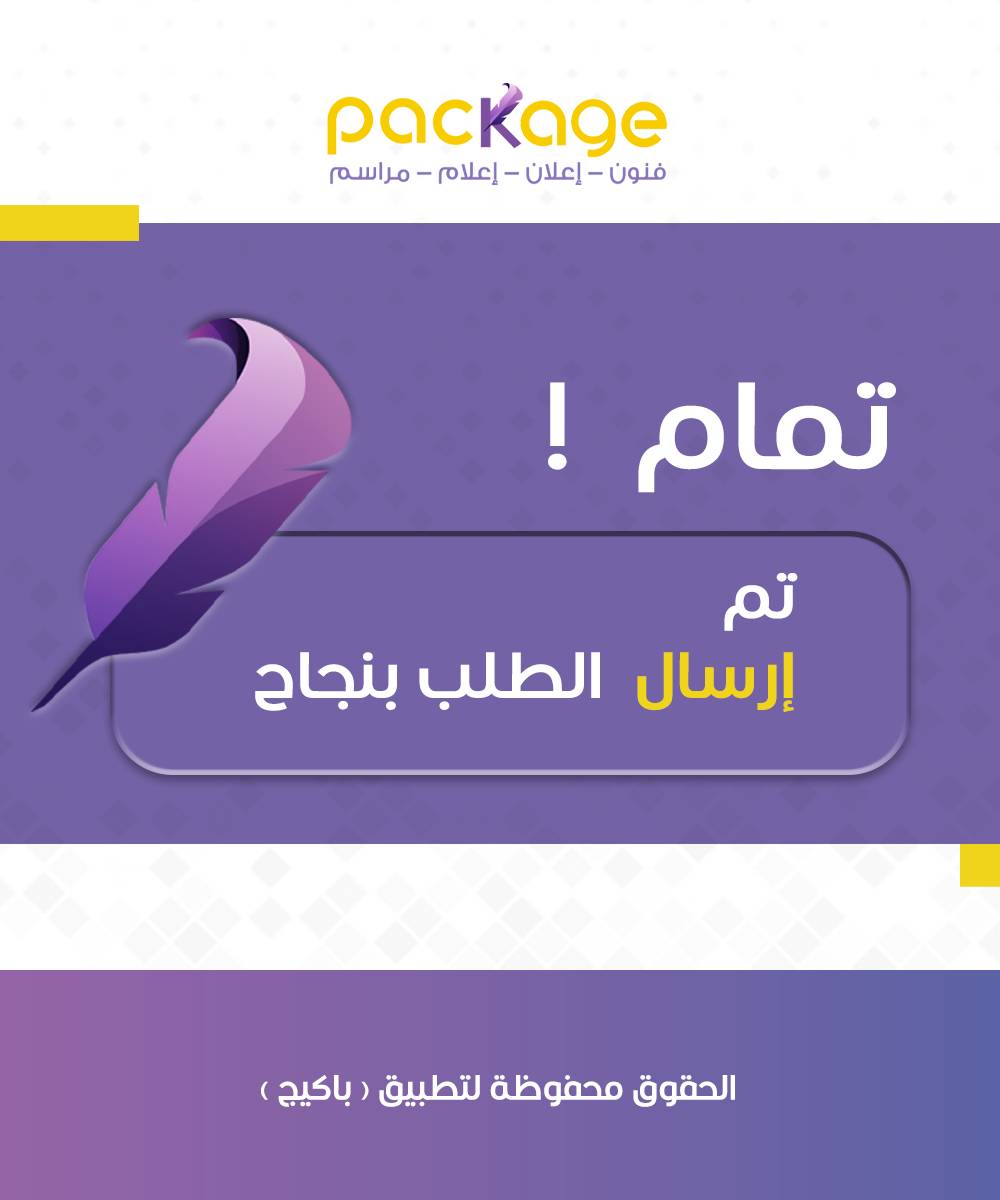 package
فنون – إعلان – إعلام – مراسم
تمام !
تم
إرسال الطلب بنجاح
الحقوق محفوظة لتطبيق ( باكيج )